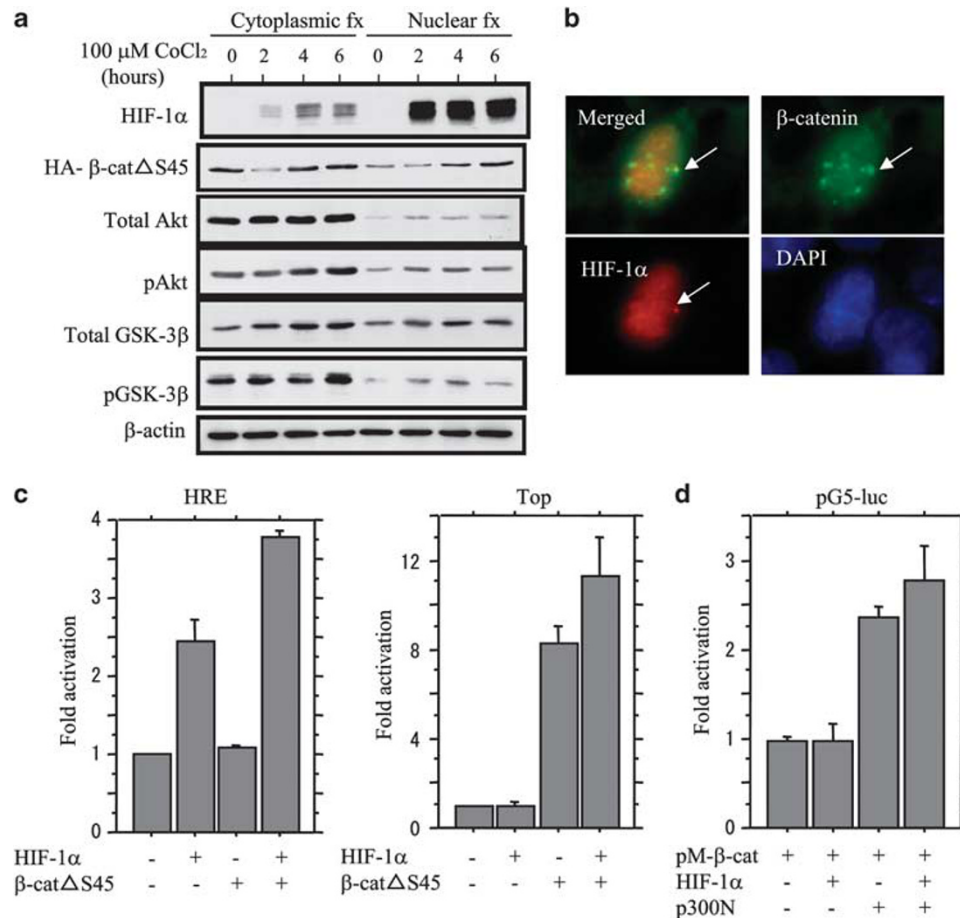 a
Cytoplasmic fx Nuclear fx
100 μM CoCl2 0 2 4 6 0 2 4 6
(hours)
HIF-1α
HA- β-cat△S45
Total Akt
pAkt
Total GSK-3β
pGSK-3β
β-actin
b
Merged β-catenin
HIF-1α DAPI
c
HRE
Fold activation
4
3
2
1
0
HIF-1α - + - +
β-cat△S45 - - + +
Top
Fold activation
12
8
4
0
HIF-1α - + - +
β-cat△S45 - - + +
d
pG5-luc
Fold activation
3
2
1
0
pM-β-cat + + + +
HIF-1α - + - +
p300N - - + +